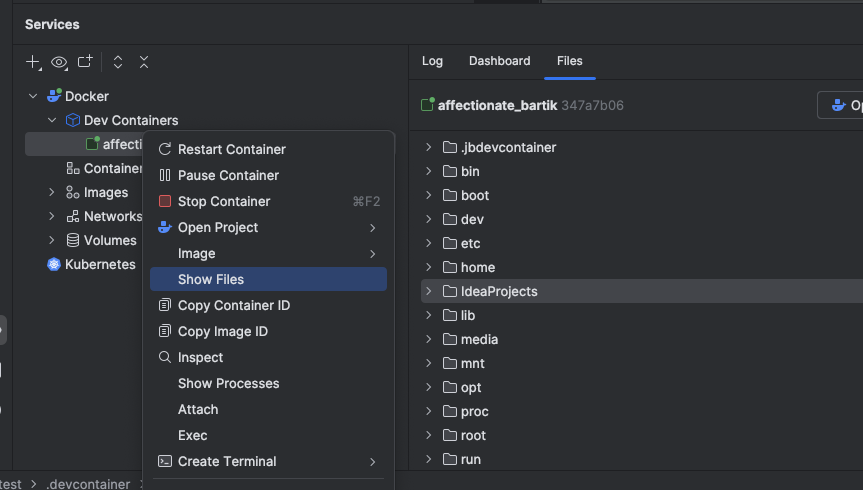 Services
Log
Dashboard
Files
Docker
Dev Containers
affecti
Container
Images
Networks
Volumes
Kubernetes
Restart Container
Pause Container
Stop Container ⌘F2
Open Project
Image
Show Files
Copy Container ID
Copy Image ID
Inspect
Show Processes
Attach
Exec
Create Terminal
affectionate_bartik 347a7b06
Op
.jbdevcontainer
bin
boot
dev
etc
home
IdeaProjects
lib
media
mnt
opt
proc
root
run
test > .devcontainer >